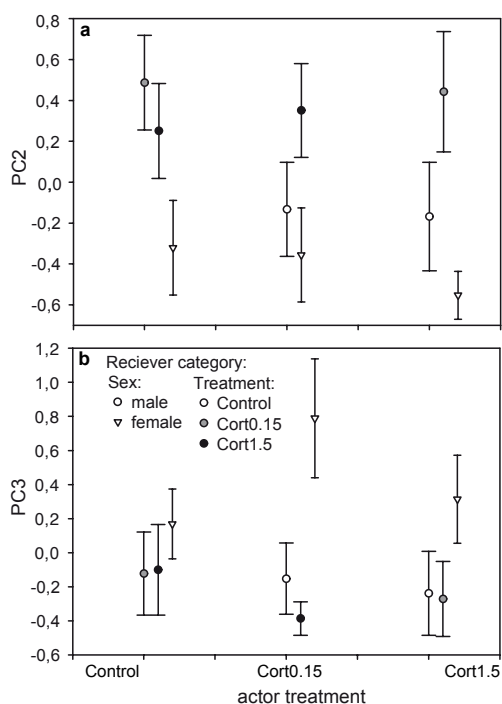 a
0,8
0,6
0,4
0,2
0,0
-0,2
-0,4
-0,6
PC2
b
Reciever category:
Sex: Treatment:
male Control
female Cort0.15
Cort1.5
1,2
1,0
0,8
0,6
0,4
0,2
0,0
-0,2
-0,4
-0,6
PC3
Control Cort0.15 Cort1.5
actor treatment